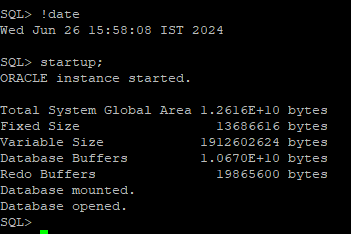 SQL> !date
Wed Jun 26 15:58:08 IST 2024
SQL> startup;
ORACLE instance started.
Total System Global Area 1.2616E+10 bytes
Fixed Size 13686616 bytes
Variable Size 1912602624 bytes
Database Buffers 1.0670E+10 bytes
Redo Buffers 19865600 bytes
Database mounted.
Database opened.
SQL>